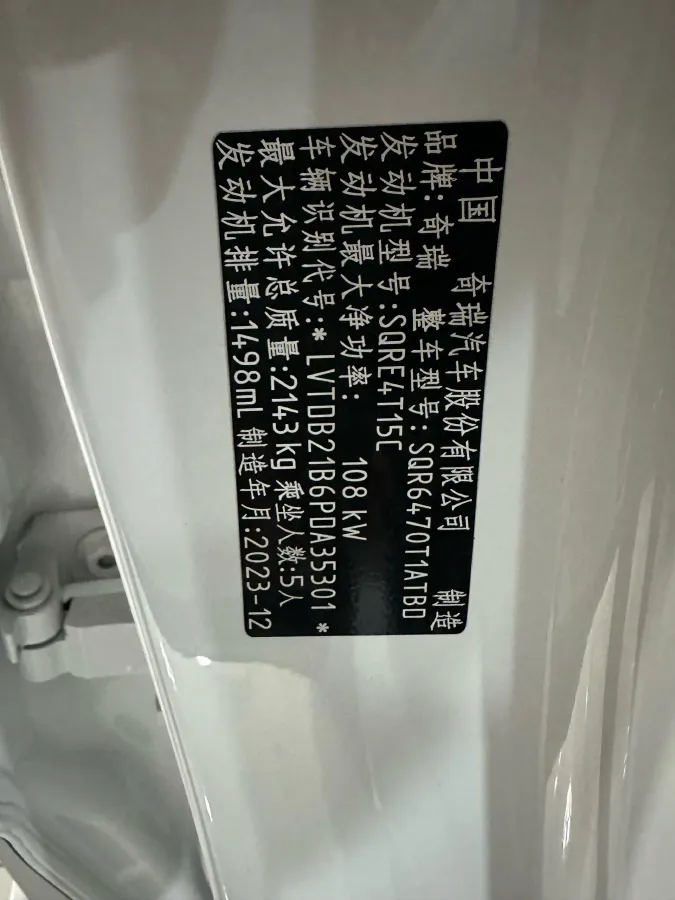 中国 奇瑞汽车股份有限公司 制造
品牌:奇瑞 整车型号:SQR6470T1ATBD
发动机型号:SQRE4T15C
发动机最大净功率: 108 kW
车辆识别代号:* LVTDB21B6PDA35301 *
最大允许总质量:2143 kg 乘坐人数:5人
发动机排量:1498mL 制造年月:2023-12